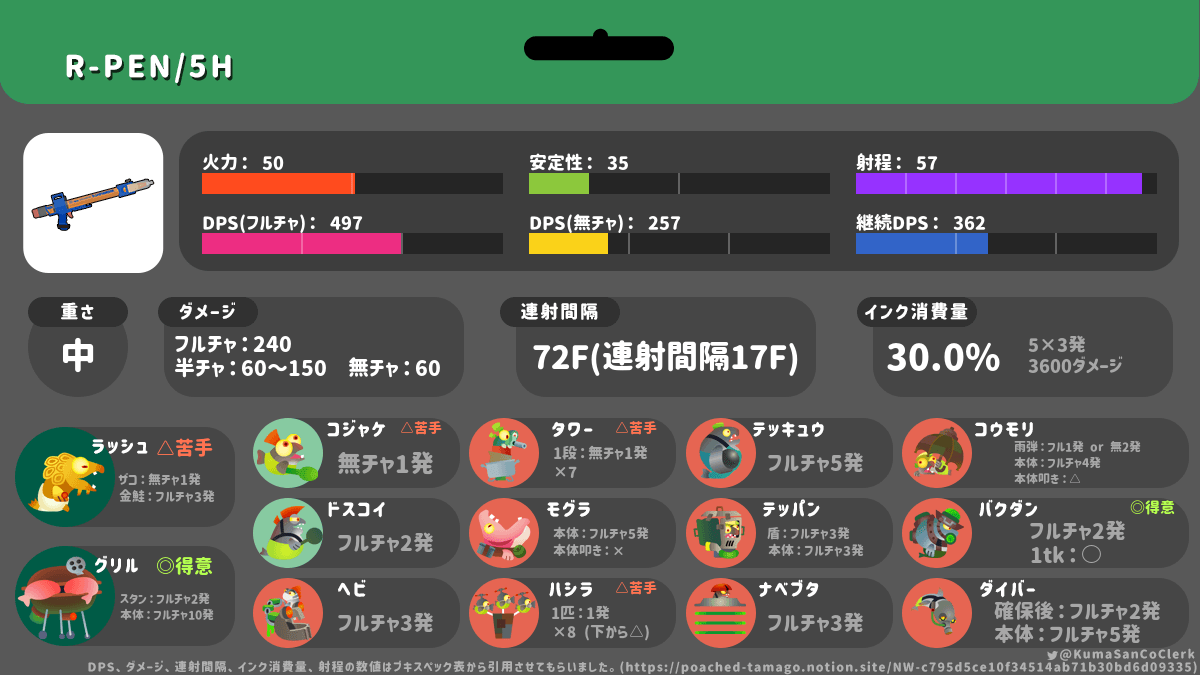 R-PEN/5H
火力： 50
安定性： 35
射程： 57
DPS(フルチャ)： 497
DPS(無チャ)： 257
継続DPS： 362
重さ
中
ダメージ
フルチャ：240
半チャ：60〜150　無チャ：60
連射間隔
72F(連射間隔17F)
インク消費量
30.0%
5×3発
3600ダメージ
ラッシュ △苦手
ザコ：無チャ1発
金鮭：フルチャ3発
グリル ◎得意
スタン：フルチャ2発
本体：フルチャ10発
コジャケ △苦手
無チャ1発
タワー △苦手
1段：無チャ1発
×7
テッキュウ
フルチャ5発
コウモリ
雨弾：フル1発 or 無2発
本体：フルチャ4発
本体叩き：△
ドスコイ
フルチャ2発
モグラ
本体：フルチャ5発
本体叩き：×
テッパン
盾：フルチャ3発
本体：フルチャ3発
バクダン ◎得意
フルチャ2発
1tk：〇
ヘビ
フルチャ3発
ハシラ △苦手
1匹：1発
×8 (下から△)
ナベブタ
フルチャ3発
ダイバー
確保後：フルチャ2発
本体：フルチャ5発
@KumaSanCoClerk
DPS、ダメージ、連射間隔、インク消費量、射程の数値はブキスペック表から引用させてもらいました。(https://poached-tamago.notion.site/NW-c795d5ce10f34514ab71b30bd6d09335)